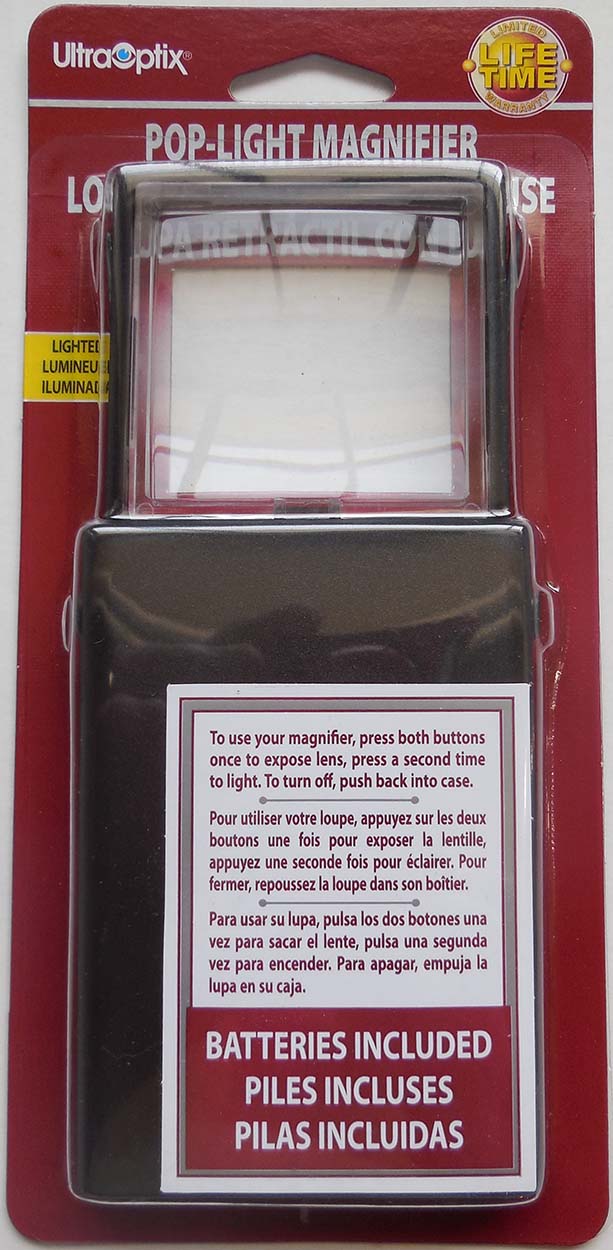 UltraOptix®
LIMITED
LIFE
TIME
WARRANTY
POP-LIGHT MAGNIFIER
RETRACTIL
LIGHTED
LUMINEU
ILUMINAD
To use your magnifier, press both buttons
once to expose lens, press a second time
to light. To turn off, push back into case.
Pour utiliser votre loupe, appuyez sur les deux
boutons une fois pour exposer la lentille,
appuyez une seconde fois pour éclairer. Pour
fermer, repoussez la loupe dans son boîtier.
Para usar su lupa, pulsa los dos botones una
vez para sacar el lente, pulsa una segunda
vez para encender. Para apagar, empuja la
lupa en su caja.
BATTERIES INCLUDED
PILES INCLUSES
PILAS INCLUIDAS